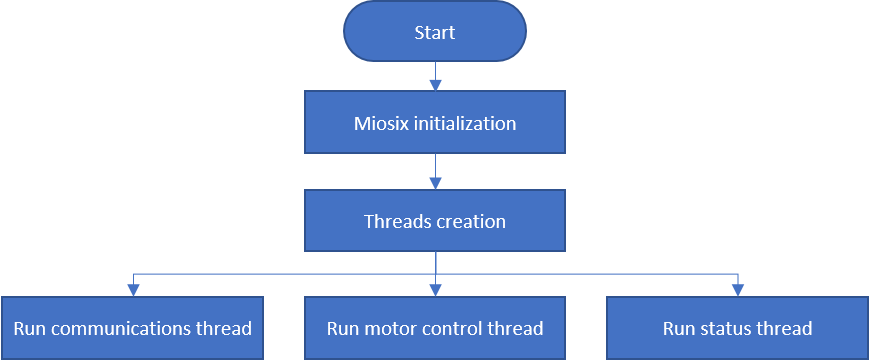 Start
Miosix initialization
Threads creation
Run communications thread
Run motor control thread
Run status thread